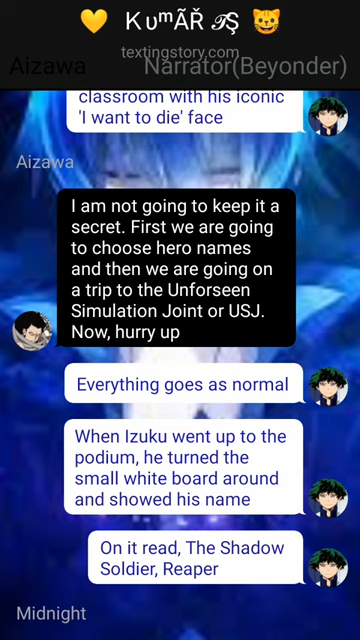 💛 Kυᵐ𝐀̃Ř 𝒯Ş 😺
textingstory.com
Aizawa Narrator(Beyonder)
classroom with his iconic
'I want to die' face
Aizawa
I am not going to keep it a
secret. First we are going
to choose hero names
and then we are going on
a trip to the Unforseen
Simulation Joint or USJ.
Now, hurry up
Everything goes as normal
When Izuku went up to the
podium, he turned the
small white board around
and showed his name
On it read, The Shadow
Soldier, Reaper
Midnight